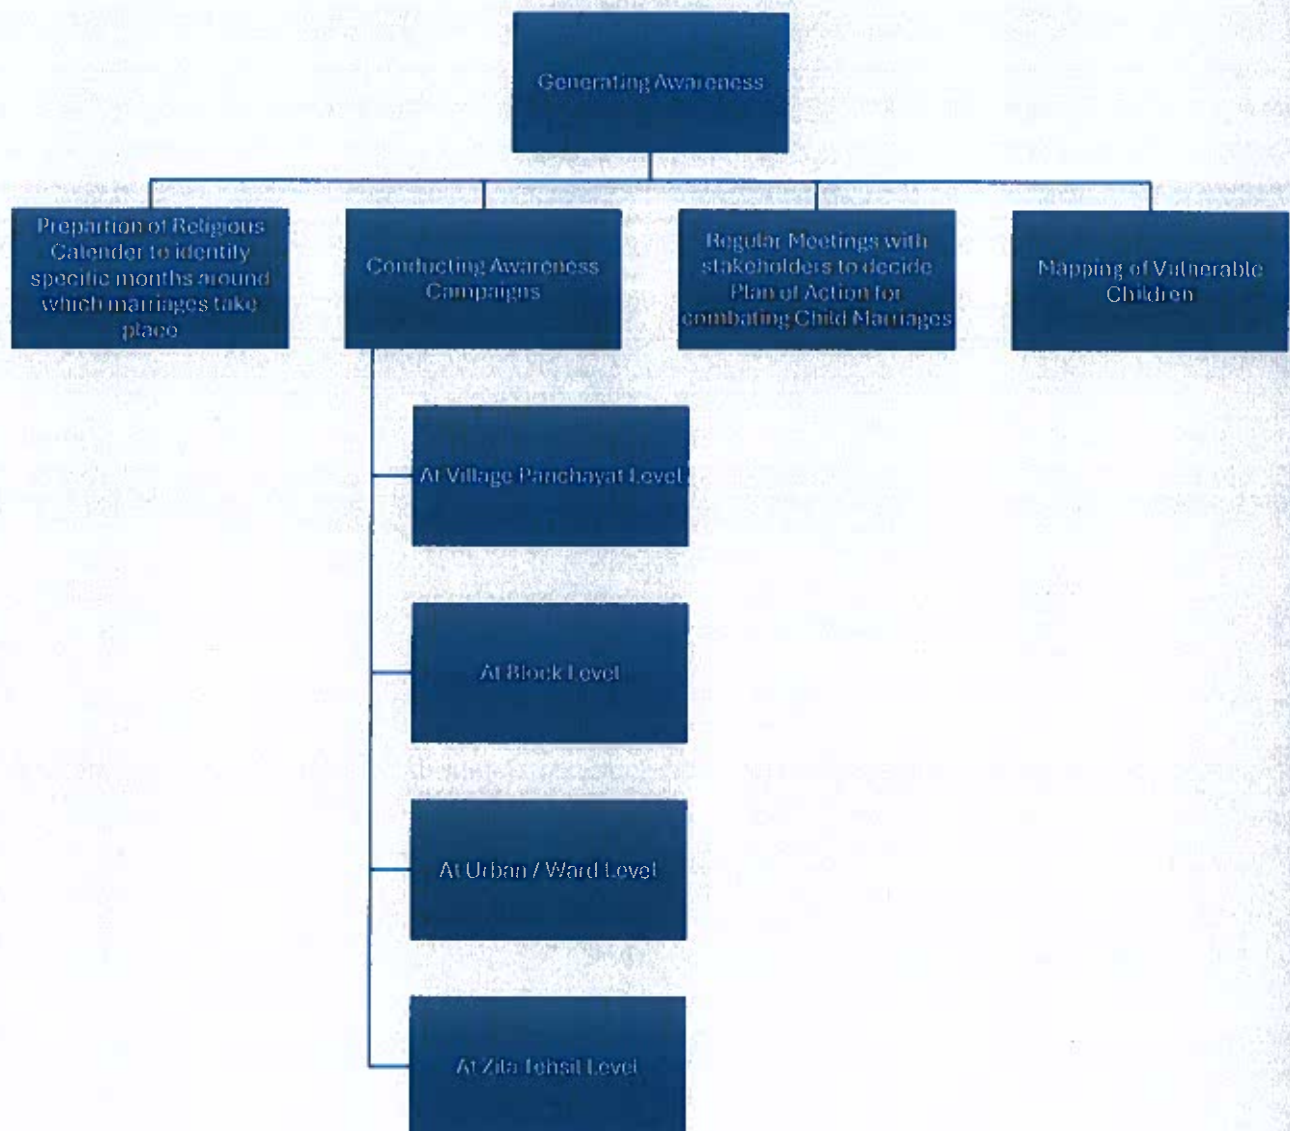 Generating Awareness
Prepartion of Religious
Calender to identify
specific months around
which marriages take
place
Conducting Awareness
Campaigns
Regular Meetings with
stakeholders to decide
Plan of Action for
combating Child Marriages
Mapping of Vulnerable
Children
At Village Panchayat Level
At Block Level
At Urban / Ward Level
At Zila Tehsil Level